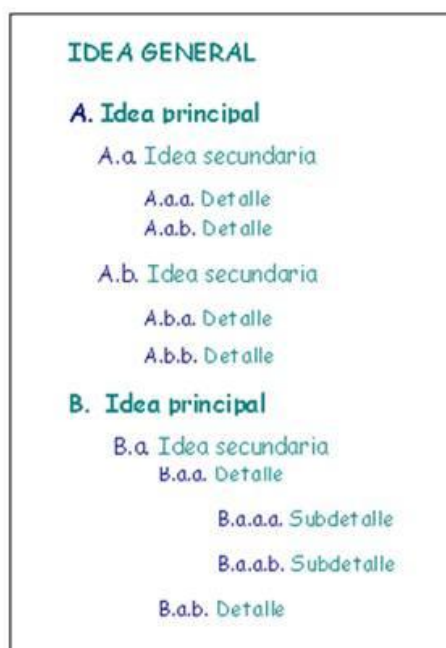 IDEA GENERAL
A. Idea principal
A.a Idea secundaria
A.a.a. Detalle
A.a.b. Detalle
A.b. Idea secundaria
A.b.a. Detalle
A.b.b. Detalle
B. Idea principal
B.a Idea secundaria
B.a.a. Detalle
B.a.a.a. Subdetalle
B.a.a.b. Subdetalle
B.a.b. Detalle